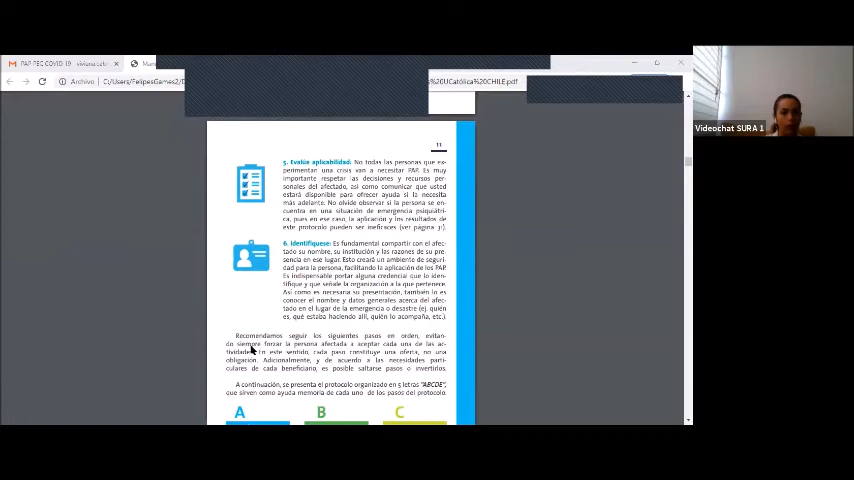 PAP PEC COVID-19 - viviana.patr
Archivo
C:/Users/FelipesGames2/D
%20UCatólica%20CHILE.pdf
Videochat SURA 1
11
5. Evalúe aplicabilidad: No todas las personas que ex-
perimentan una crisis van a necesitar PAP. Es muy
importante respetar las decisiones y recursos per-
sonales del afectado, así como comunicar que usted
estará disponible para ofrecer ayuda si la necesita
más adelante. No olvide observar si la persona se en-
cuentra en una situación de emergencia psiquiátri-
ca, pues en ese caso, la aplicación y los resultados de
este protocolo pueden ser ineficaces (ver página 31).
6. Identifíquese: Es fundamental compartir con el afec-
tado su nombre, su institución y las razones de su pre-
sencia en ese lugar. Esto creará un ambiente de seguri-
dad para la persona, facilitando la aplicación de los PAP.
Es indispensable portar alguna credencial que lo iden-
tifique y que señale la organización a la que pertenece.
Así como es necesaria su presentación, también lo es
conocer el nombre y datos generales acerca del afec-
tado en el lugar de la emergencia o desastre (ej. quién
es, qué estaba haciendo allí, quién lo acompaña, etc.).
Recomendamos seguir los siguientes pasos en orden, evitan-
do siempre forzar la persona afectada a aceptar cada una de las ac-
tividades. En este sentido, cada paso constituye una oferta, no una
obligación. Adicionalmente, y de acuerdo a las necesidades parti-
culares de cada beneficiario, es posible saltarse pasos o invertirlos.
A continuación, se presenta el protocolo organizado en 5 letras "ABCDE",
que sirven como ayuda memoria de cada uno de los pasos del protocolo.
A B C